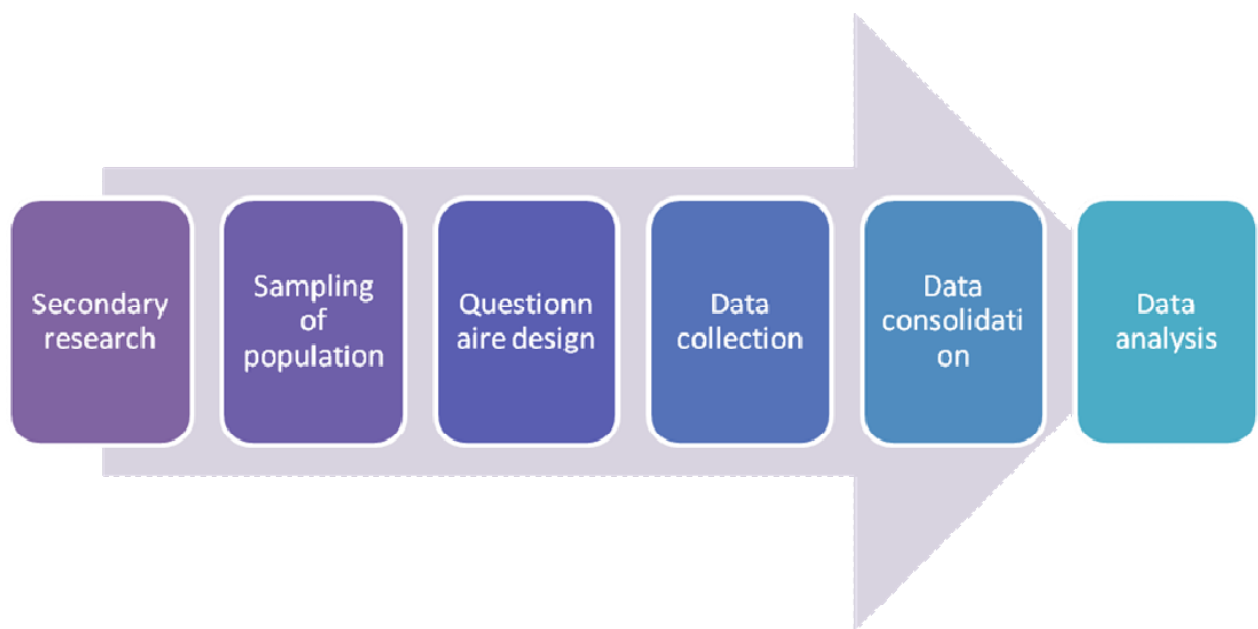 Secondary
research
Sampling
of
population
Questionn
aire design
Data
collection
Data
consolidati
on
Data
analysis